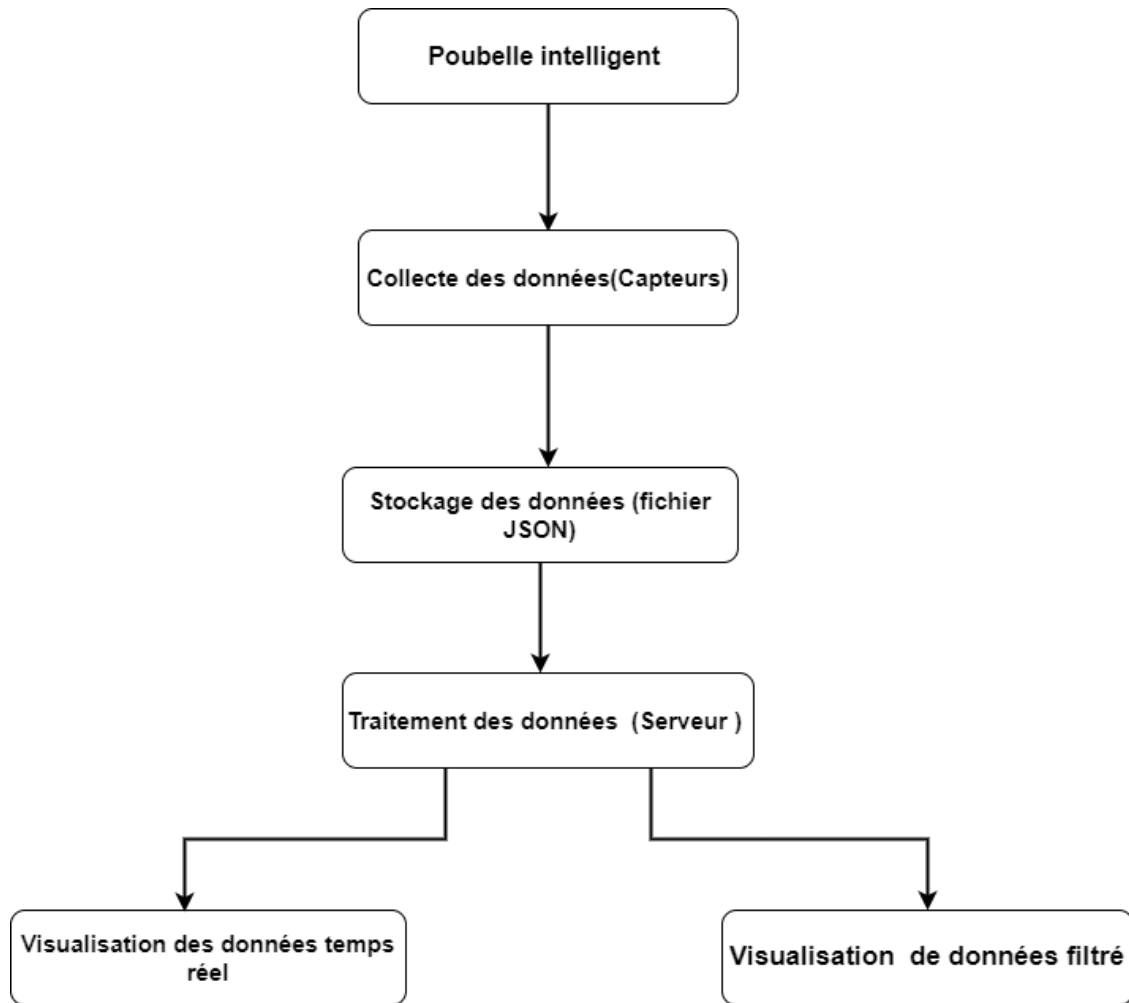 Poubelle intelligent
Collecte des données(Capteurs)
Stockage des données (fichier
JSON)
Traitement des données  (Serveur )
Visualisation des données temps
réel
Visualisation  de données filtré